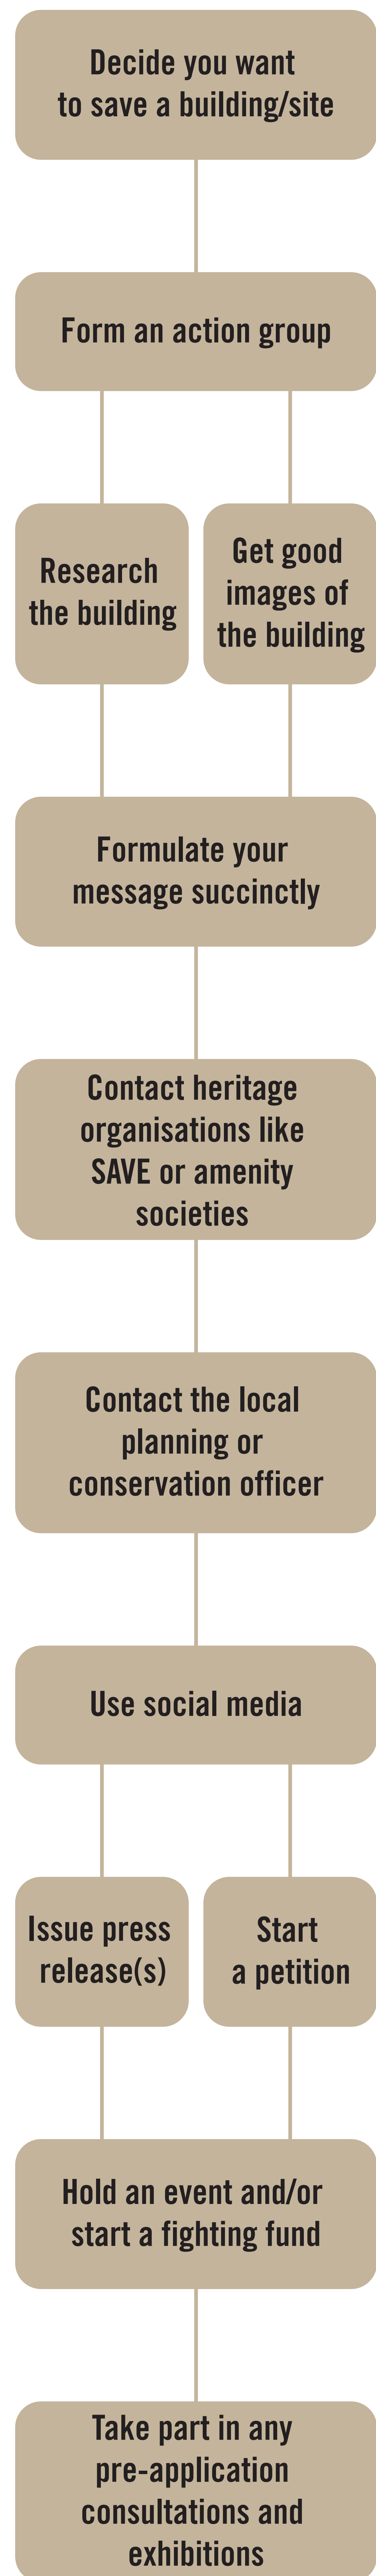 Decide you want
to save a building/site
Form an action group
Research
the building
Get good
images of
the building
Formulate your
message succinctly
Contact heritage
organisations like
SAVE or amenity
societies
Contact the local
planning or
conservation officer
Use social media
Issue press
release(s)
Start
a petition
Hold an event and/or
start a fighting fund
Take part in any
pre-application
consultations and
exhibitions